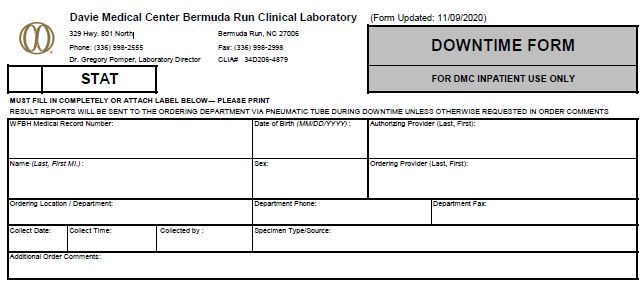 Davie Medical Center Bermuda Run Clinical Laboratory (Form Updated: 11/09/2020)
329 Hwy. 801 North Bermuda Run, NC 27006
Phone: (336) 998-2555 Fax: (336) 998-2998
Dr. Gregory Pomper, Laboratory Director CLIA# 34D206-4879
DOWNTIME FORM
STAT
FOR DMC INPATIENT USE ONLY
MUST FILL IN COMPLETELY OR ATTACH LABEL BELOW— PLEASE PRINT
RESULT REPORTS WILL BE SENT TO THE ORDERING DEPARTMENT VIA PNEUMATIC TUBE DURING DOWNTIME UNLESS OTHERWISE REQUESTED IN ORDER COMMENTS
WFBH Medical Record Number: Date of Birth (MM/DD/YYYY) : Authorizing Provider (Last, First):
Name (Last, First MI.) : Sex: Ordering Provider (Last, First):
Ordering Location / Department: Department Phone: Department Fax:
Collect Date: Collect Time: Collected by : Specimen Type/Source:
Additional Order Comments: